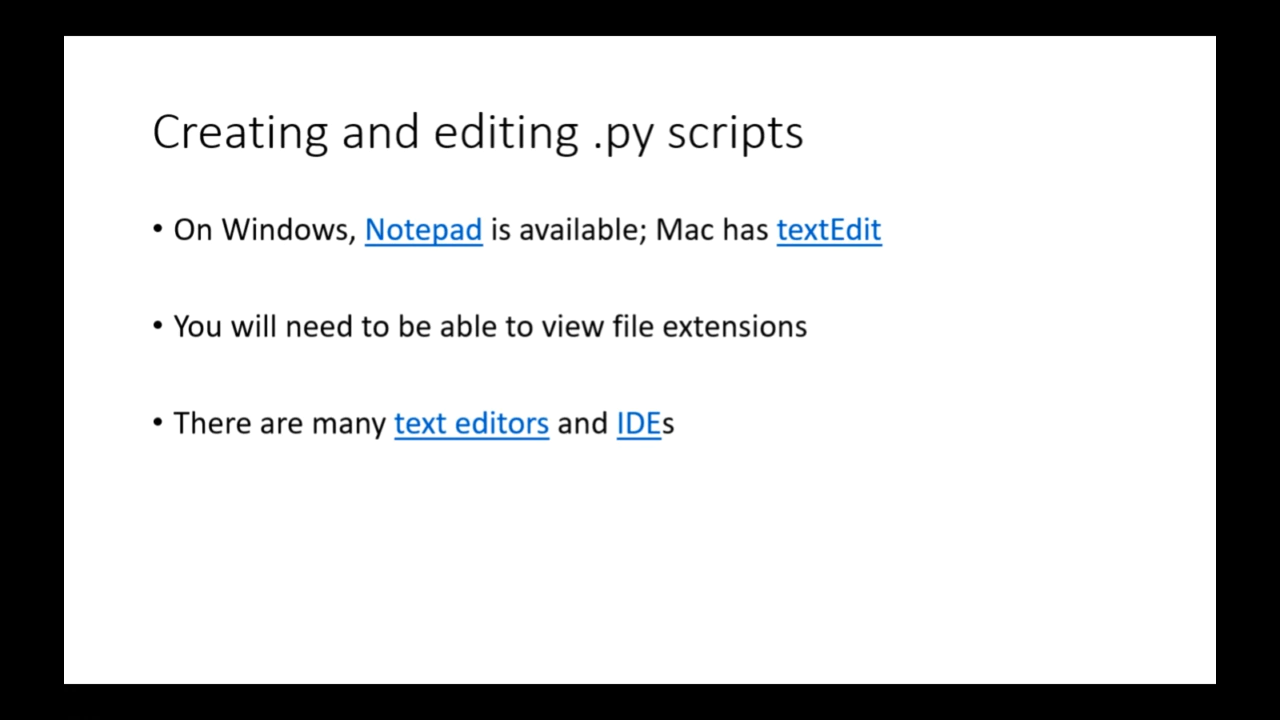 Creating and editing .py scripts
• On Windows, Notepad is available; Mac has textEdit
• You will need to be able to view file extensions
• There are many text editors and IDEs